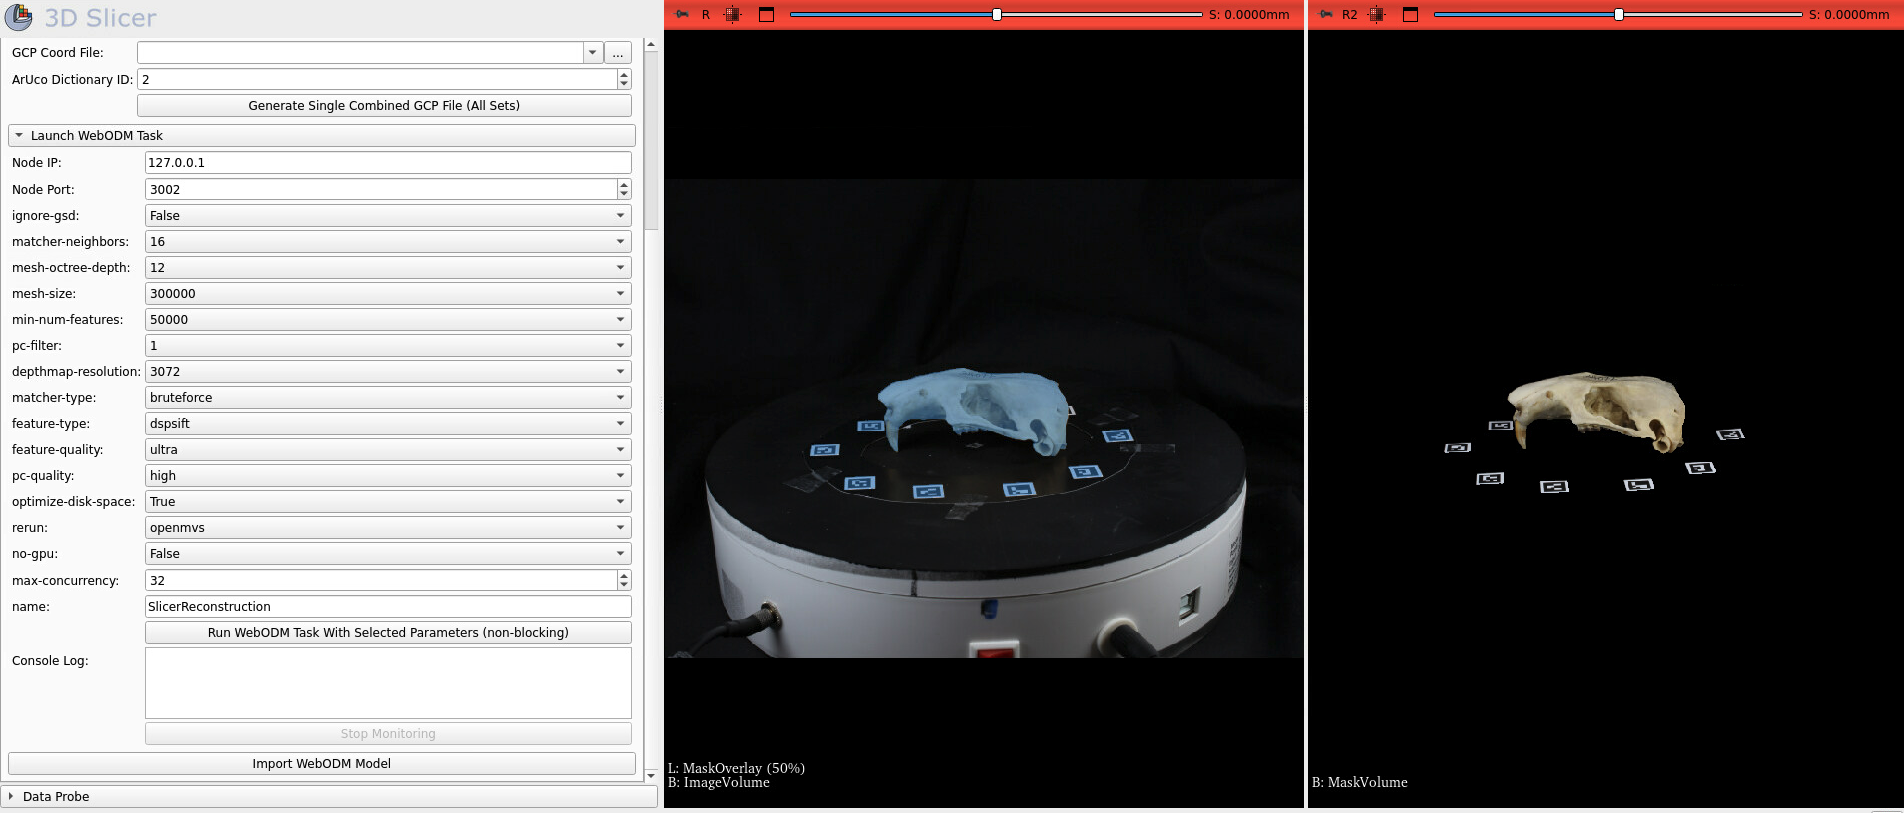 3D Slicer
GCP Coord File:
...
ArUco Dictionary ID: 2
Generate Single Combined GCP File (All Sets)
Launch WebODM Task
Node IP: 127.0.0.1
Node Port: 3002
ignore-gsd: False
matcher-neighbors: 16
mesh-octree-depth: 12
mesh-size: 300000
min-num-features: 50000
pc-filter: 1
depthmap-resolution: 3072
matcher-type: bruteforce
feature-type: dspsift
feature-quality: ultra
pc-quality: high
optimize-disk-space: True
rerun: openmvs
no-gpu: False
max-concurrency: 32
name: SlicerReconstruction
Run WebODM Task With Selected Parameters (non-blocking)
Console Log:
Stop Monitoring
Import WebODM Model
Data Probe
R
S: 0.0000mm
L: MaskOverlay (50%)
B: ImageVolume
R2
S: 0.0000mm
B: MaskVolume